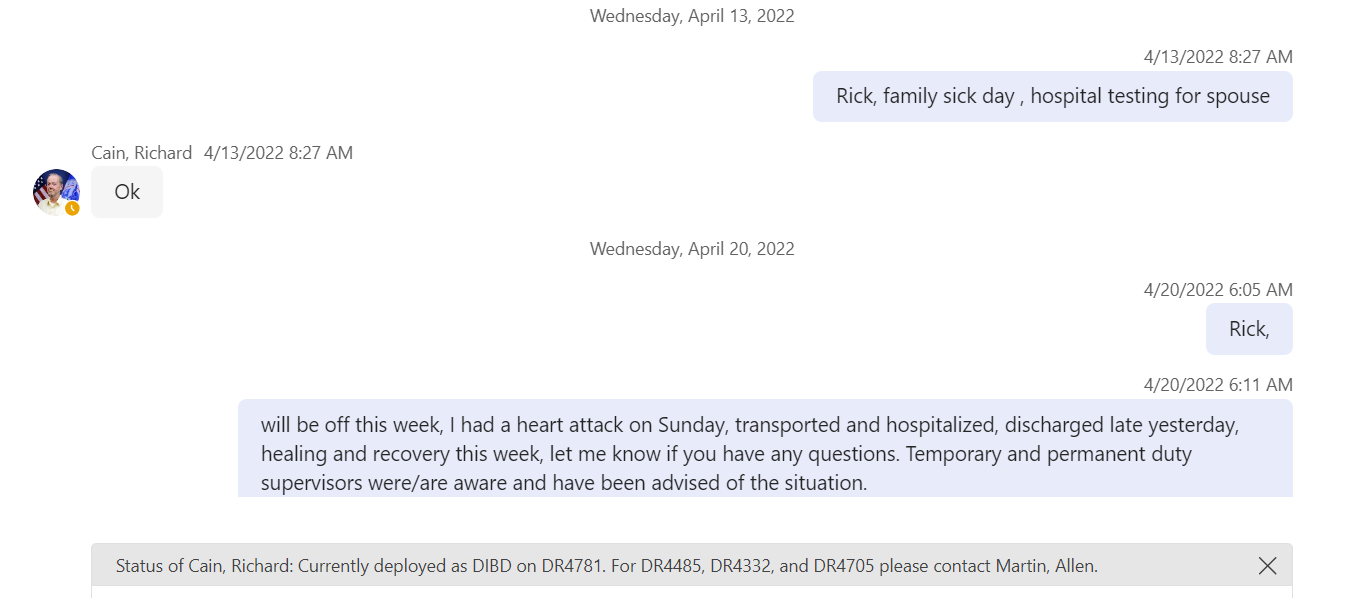 Wednesday, April 13, 2022
4/13/2022 8:27 AM
Rick, family sick day , hospital testing for spouse
Cain, Richard 4/13/2022 8:27 AM
Ok
Wednesday, April 20, 2022
4/20/2022 6:05 AM
Rick,
4/20/2022 6:11 AM
will be off this week, I had a heart attack on Sunday, transported and hospitalized, discharged late yesterday,
healing and recovery this week, let me know if you have any questions. Temporary and permanent duty
supervisors were/are aware and have been advised of the situation.
Status of Cain, Richard: Currently deployed as DIBD on DR4781. For DR4485, DR4332, and DR4705 please contact Martin, Allen.